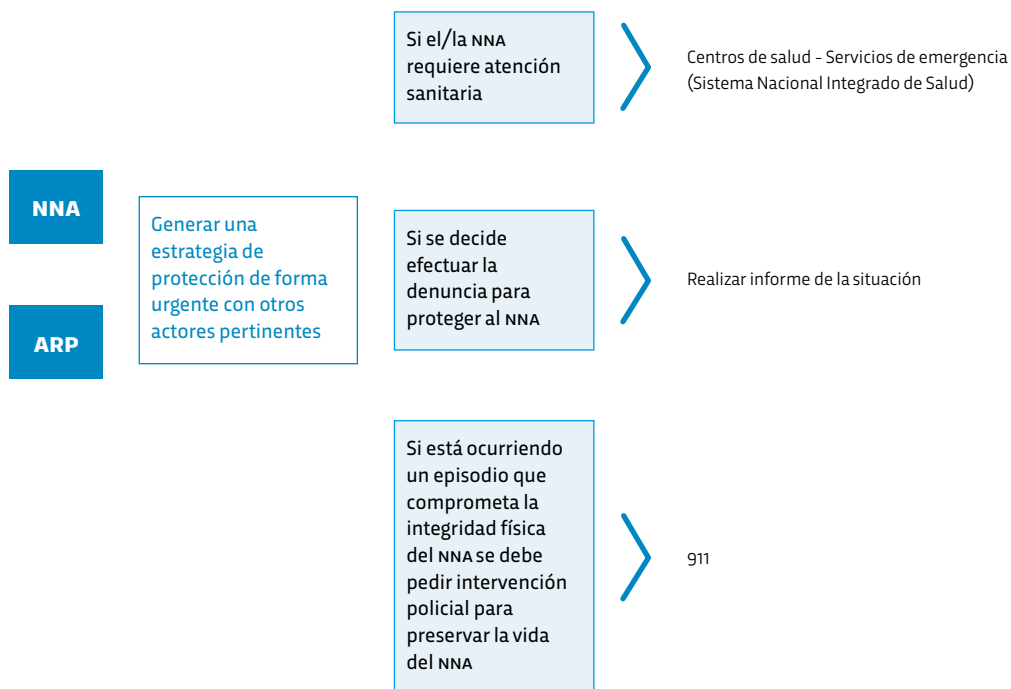 NNA
ARP
Generar una
estrategia de
protección de forma
urgente con otros
actores pertinentes
Si el/la NNA
requiere atención
sanitaria
Centros de salud - Servicios de emergencia
(Sistema Nacional Integrado de Salud)
Si se decide
efectuar la
denuncia para
proteger al NNA
Realizar informe de la situación
Si está ocurriendo
un episodio que
comprometa la
integridad física
del NNA se debe
pedir intervención
policial para
preservar la vida
del NNA
911